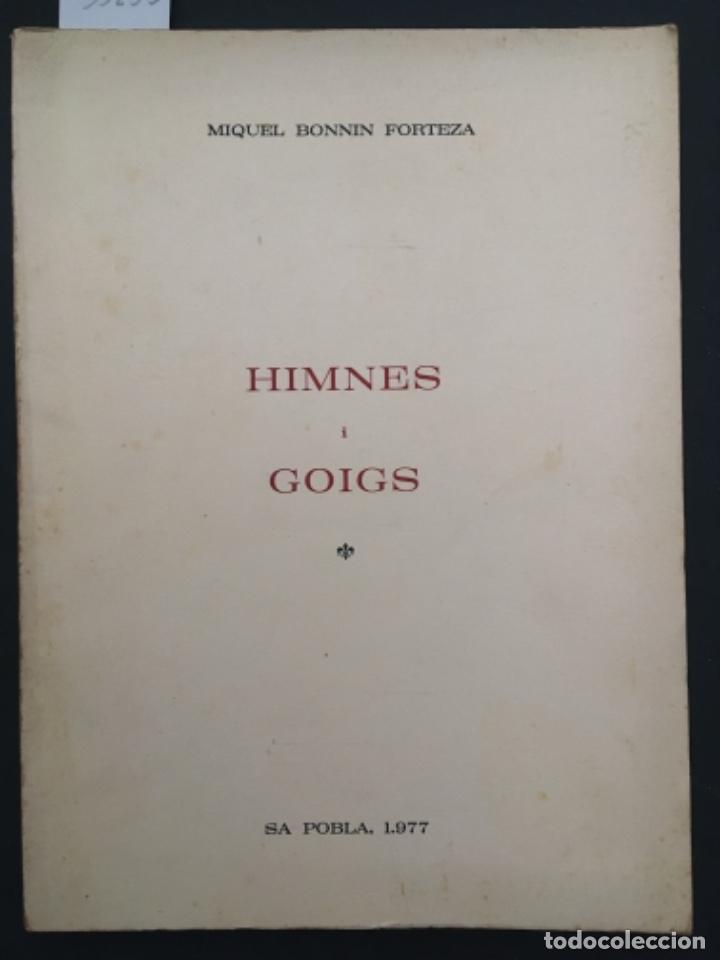 MIQUEL BONNIN FORTEZA
HIMNES
i
GOIGS
SA POBLA, 1.977
todocoleccion